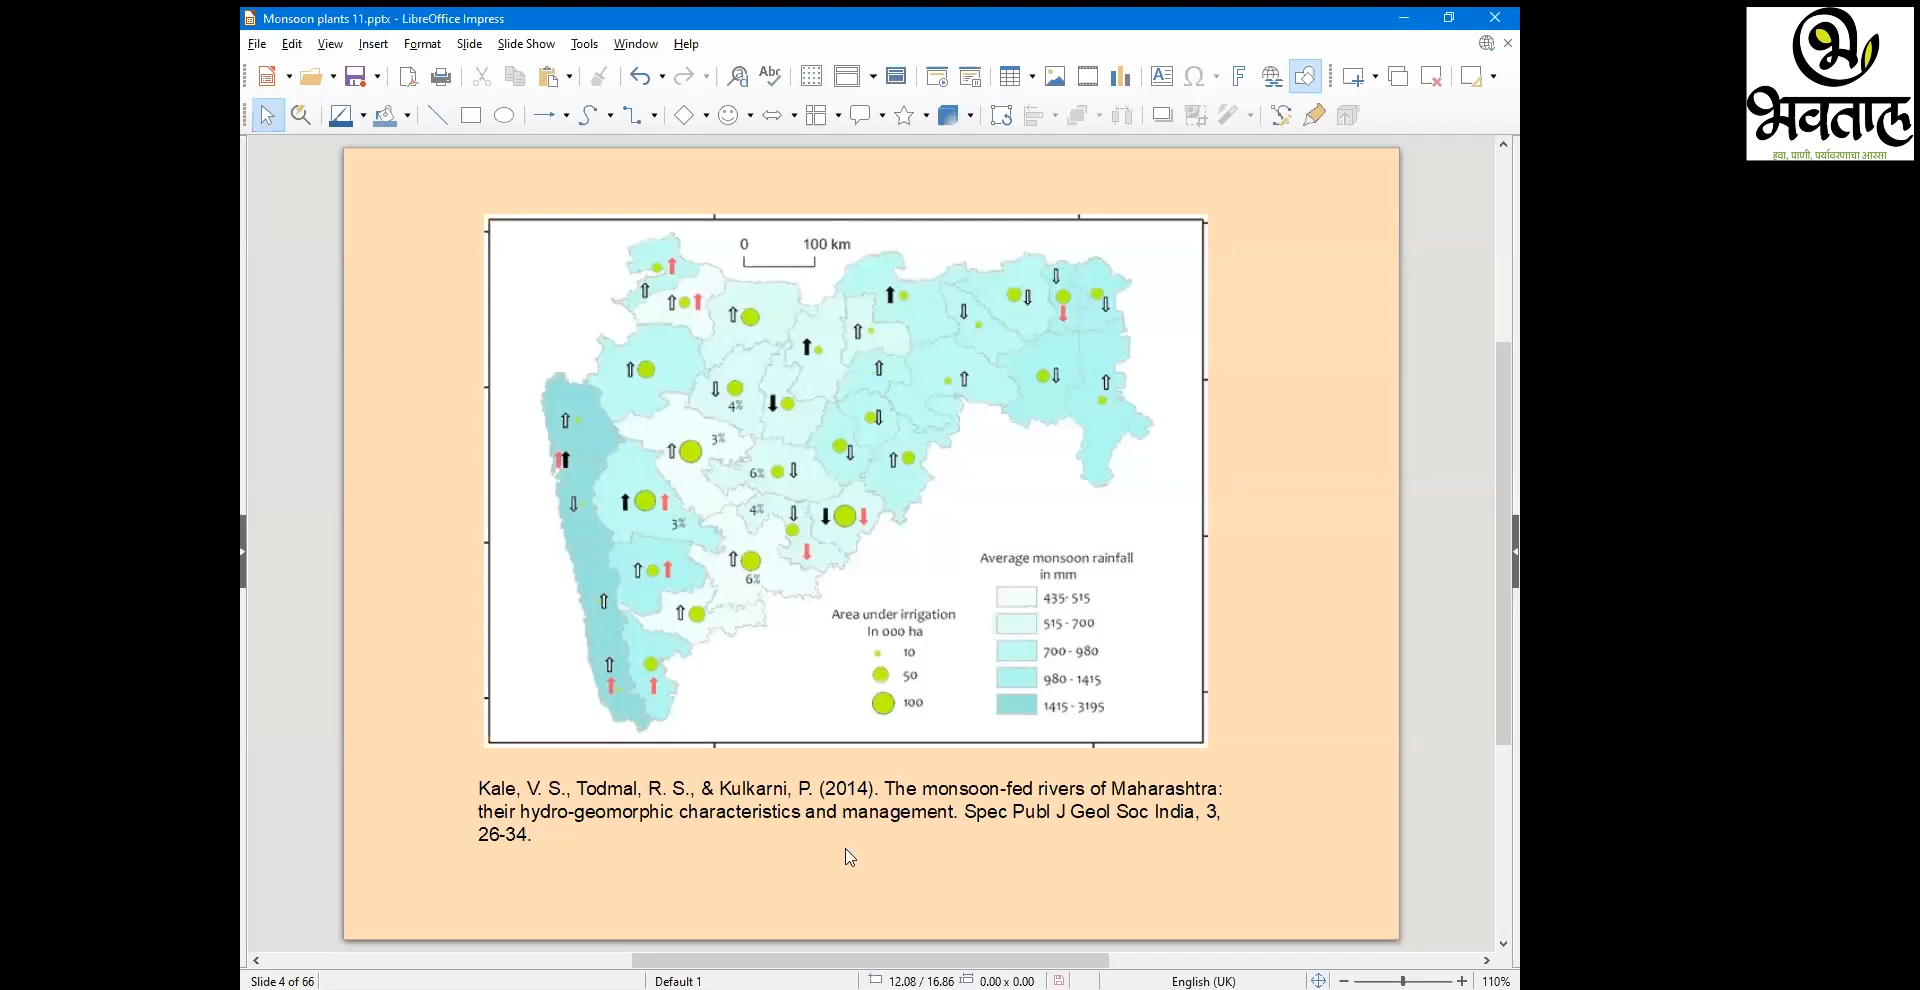 Monsoon plants 11.pptx - LibreOffice Impress
File Edit View Insert Format Slide Slide Show Tools Window Help
Abc
भवताल
हवा, पाणी, पर्यावरणाचा आरसा
0 100 km
4%
3%
6%
4%
3%
6%
Average monsoon rainfall
in mm
435- 515
515 - 700
700 - 980
980 - 1415
1415 - 3195
Area under irrigation
In 000 ha
10
50
100
Kale, V. S., Todmal, R. S., & Kulkarni, P. (2014). The monsoon-fed rivers of Maharashtra:
their hydro-geomorphic characteristics and management. Spec Publ J Geol Soc India, 3,
26-34.
Slide 4 of 66 Default 1 12.08 / 16.86 0.00 x 0.00 English (UK) 110%